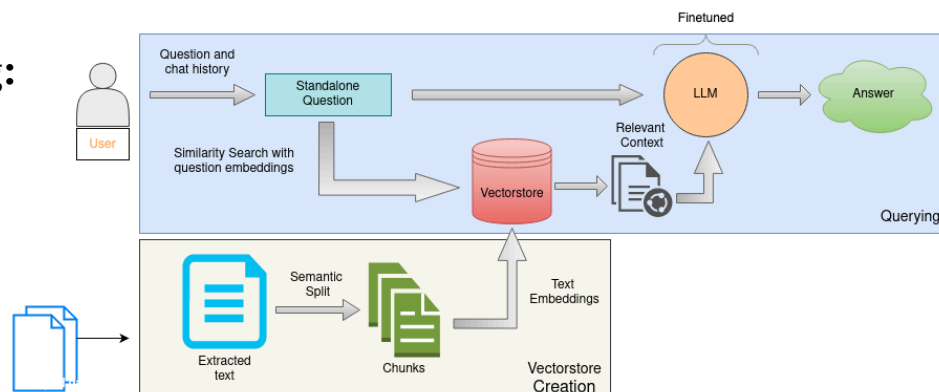 Finetuned
Question and
chat history
Standalone
Question
LLM
Answer
User
Relevant
Context
Similarity Search with
question embeddings
Vectorstore
Querying
Semantic
Split
Text
Embeddings
Extracted
text
Chunks
Vectorstore
Creation